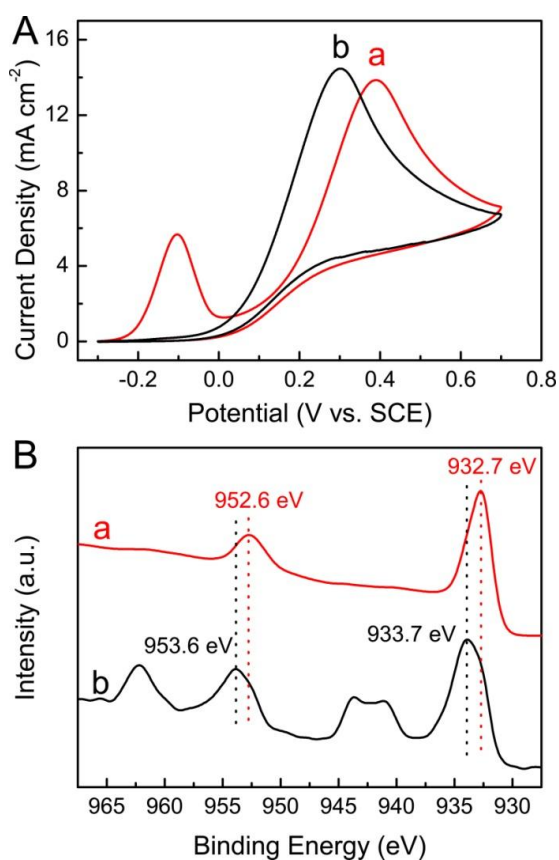 A
b
a
16
12
8
4
0
Current Density (mA cm⁻²)
-0.2 0.0 0.2 0.4 0.6 0.8
Potential (V vs. SCE)
B
932.7 eV
952.6 eV
a
953.6 eV
933.7 eV
b
Intensity (a.u.)
965 960 955 950 945 940 935 930
Binding Energy (eV)